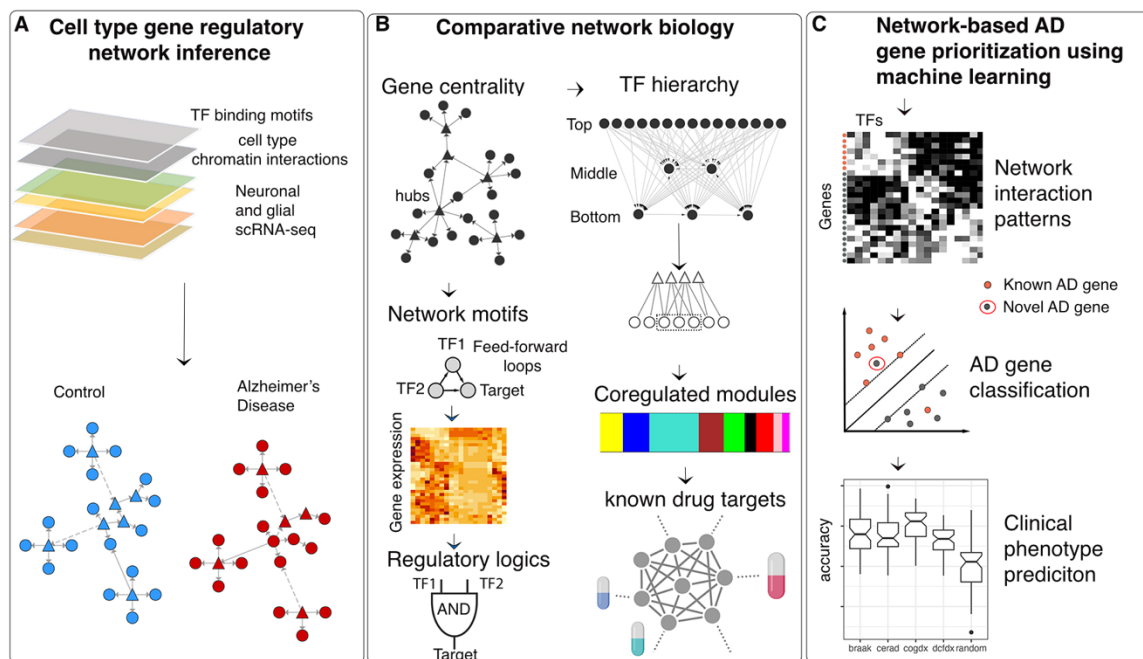 A
Cell type gene regulatory
network inference
TF binding motifs
cell type
chromatin interactions
Neuronal
and glial
scRNA-seq
Control
Alzheimer's
Disease
B
Comparative network biology
Gene centrality
hubs
Network motifs
TF1
Feed-forward
loops
TF2
Target
Gene expression
Regulatory logics
TF1
TF2
AND
Target
TF hierarchy
Top
Middle
Bottom
Coregulated modules
known drug targets
C
Network-based AD
gene prioritization using
machine learning
TFs
Genes
Network
interaction
patterns
Known AD gene
Novel AD gene
AD gene
classification
accuracy
braak
cerad
cogdx
dcfdx
random
Clinical
phenotype
prediciton